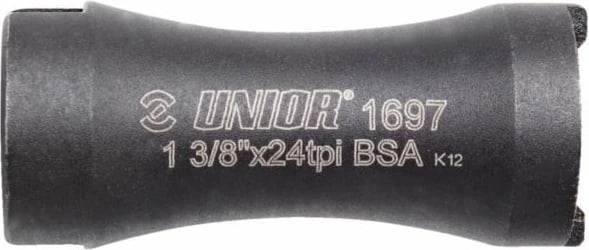 UNIOR® 1697
1 3/8"x24tpi BSA K12